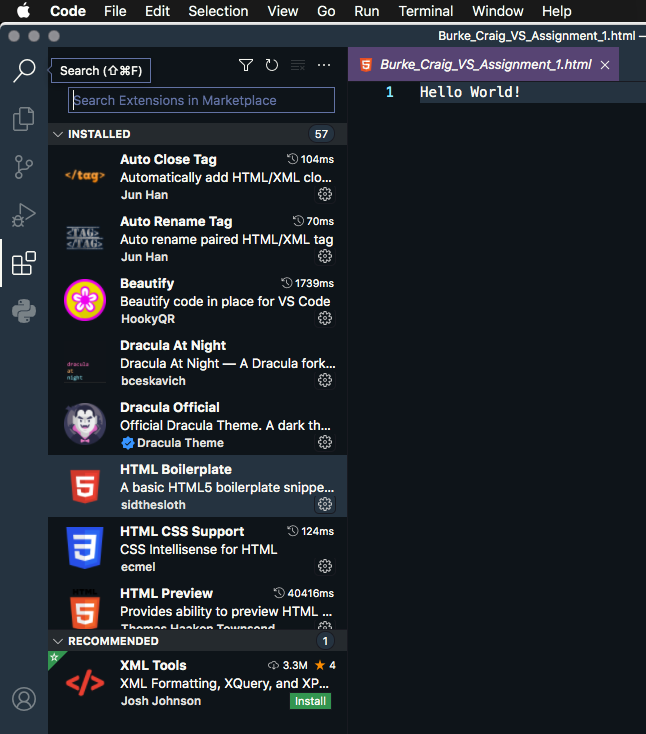 Code File Edit Selection View Go Run Terminal Window Help
Burke_Craig_VS_Assignment_1.html —
Search (⇧⌘F)
Search Extensions in Marketplace
INSTALLED 57
</tag>
Auto Close Tag 104ms
Automatically add HTML/XML clo...
Jun Han
<TAG>
</TAG>
Auto Rename Tag 70ms
Auto rename paired HTML/XML tag
Jun Han
Beautify 1739ms
Beautify code in place for VS Code
HookyQR
dracula
at
night
Dracula At Night
Dracula At Night — A Dracula fork...
bceskavich
Dracula Official
Official Dracula Theme. A dark th...
Dracula Theme
HTML Boilerplate
A basic HTML5 boilerplate snippe...
sidthesloth
HTML CSS Support 124ms
CSS Intellisense for HTML
ecmel
HTML
HTML Preview 40416ms
Provides ability to preview HTML ...
Thomas Haakon Townsend
RECOMMENDED 1
XML Tools 3.3M ★ 4
XML Formatting, XQuery, and XP...
Josh Johnson Install
Burke_Craig_VS_Assignment_1.html ×
1 Hello World!